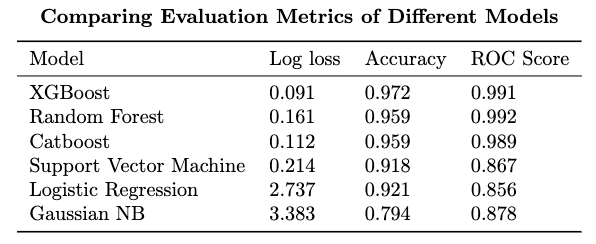 Comparing Evaluation Metrics of Different Models
Model Log loss Accuracy ROC Score
XGBoost 0.091 0.972 0.991
Random Forest 0.161 0.959 0.992
Catboost 0.112 0.959 0.989
Support Vector Machine 0.214 0.918 0.867
Logistic Regression 2.737 0.921 0.856
Gaussian NB 3.383 0.794 0.878